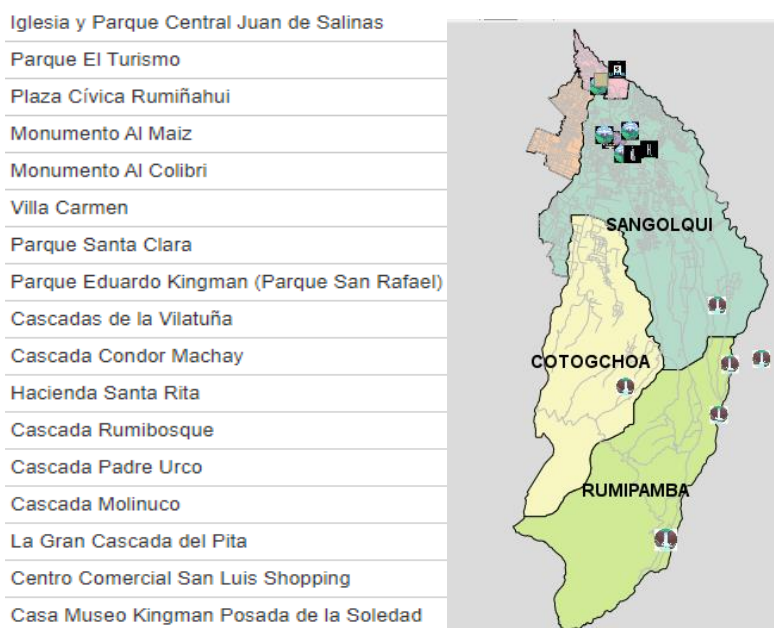 Iglesia y Parque Central Juan de Salinas
Parque El Turismo
Plaza Cívica Rumiñahui
Monumento Al Maiz
Monumento Al Colibri
Villa Carmen
Parque Santa Clara
Parque Eduardo Kingman (Parque San Rafael)
Cascadas de la Vilatuña
Cascada Condor Machay
Hacienda Santa Rita
Cascada Rumibosque
Cascada Padre Urco
Cascada Molinuco
La Gran Cascada del Pita
Centro Comercial San Luis Shopping
Casa Museo Kingman Posada de la Soledad
SANGOLQUI
COTOGCHOA
RUMIPAMBA